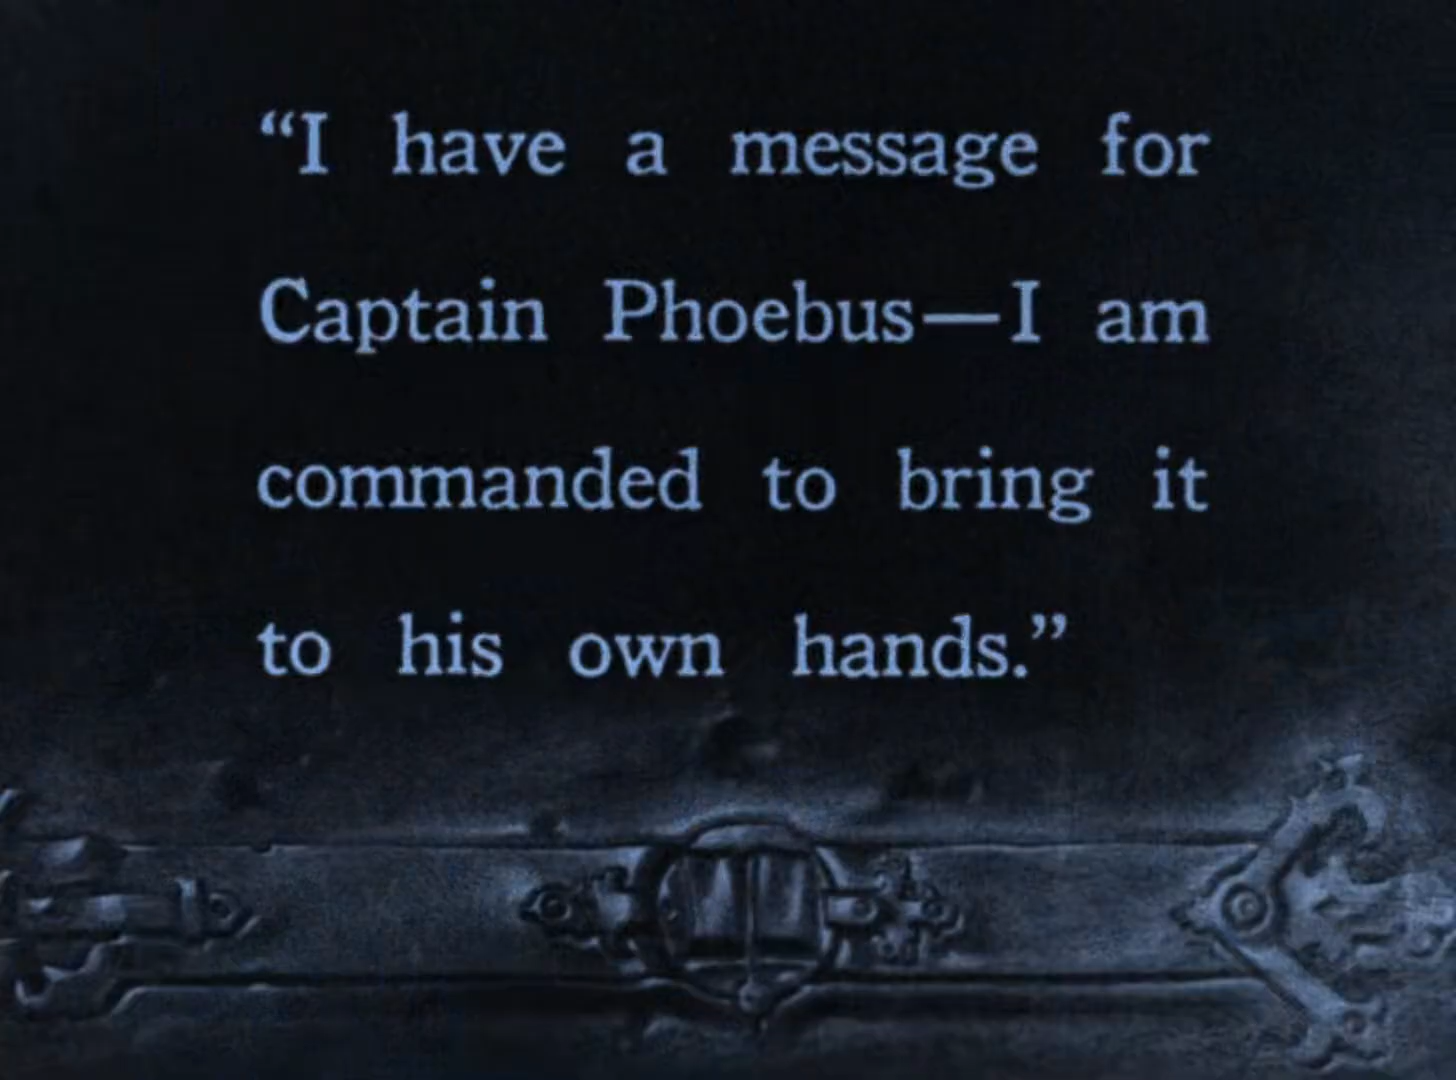 “I have a message for
Captain Phoebus—I am
commanded to bring it
to his own hands.”